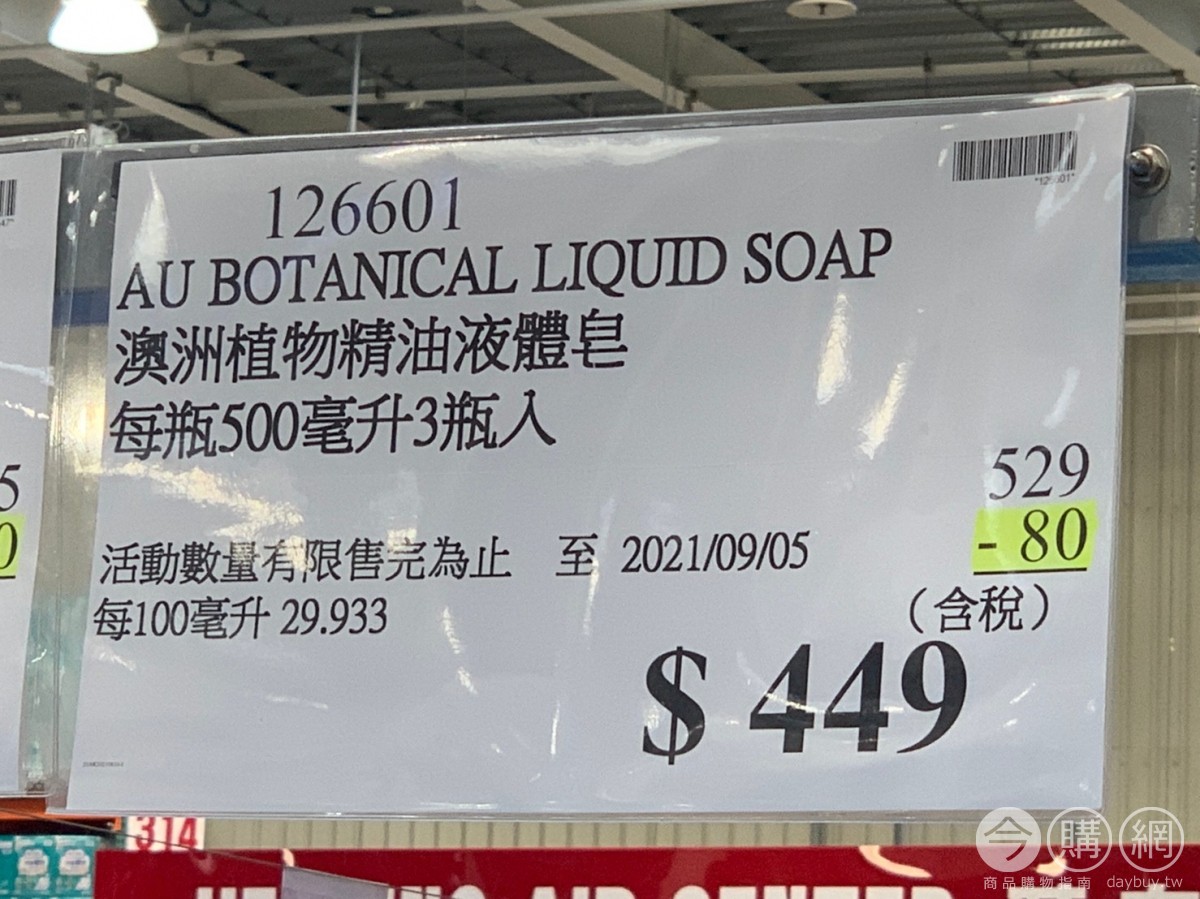 126601
"126601"
AU BOTANICAL LIQUID SOAP
澳洲植物精油液體皂
每瓶500毫升3瓶入
529
- 80
活動數量有限售完為止 至 2021/09/05
每100毫升 29.933
(含稅)
$ 449
5
0
314
今購網
商品購物指南 daybuy.tw